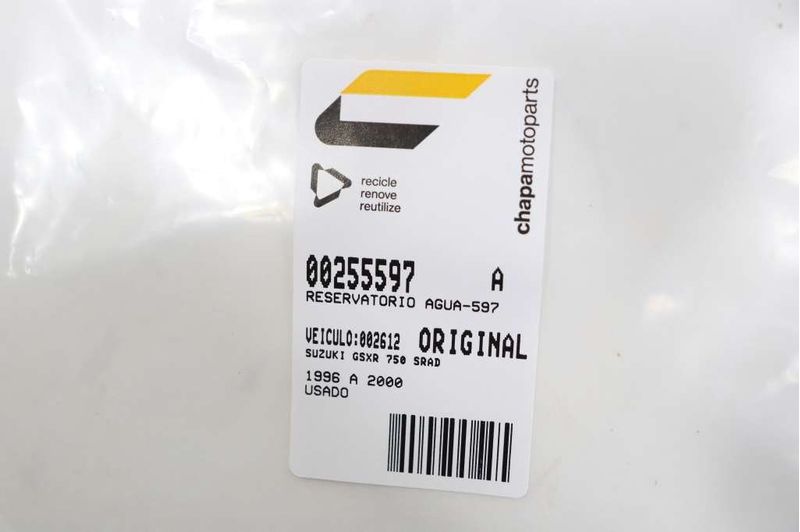 chapamotoparts
recicle
renove
reutilize
00255597 A
RESERVATORIO AGUA-597
VEICULO:002612 ORIGINAL
SUZUKI GSXR 750 SRAD
1996 A 2000
USADO